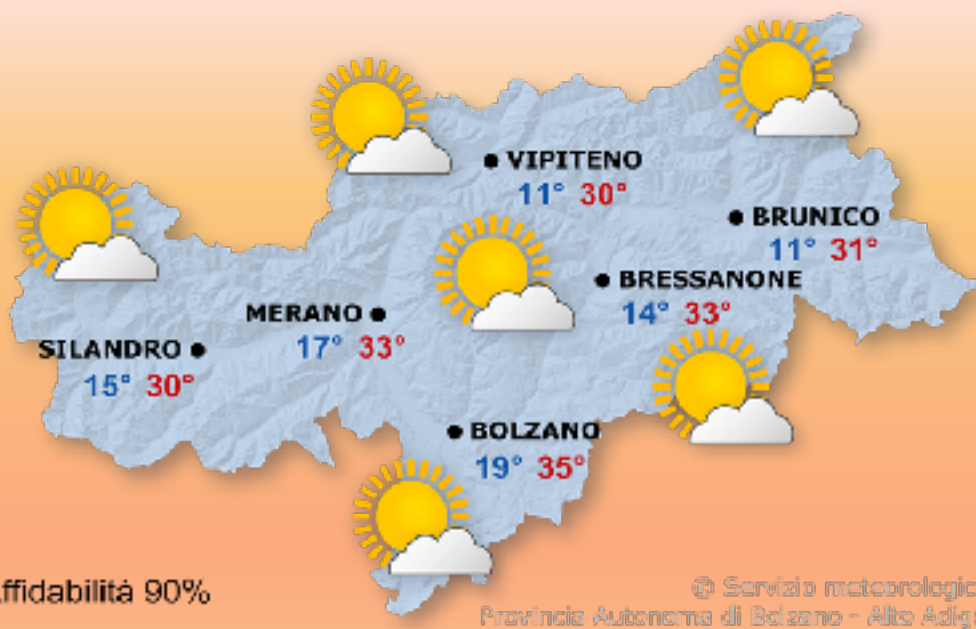 VIPITENO
11° 30°
BRUNICO
11° 31°
BRESSANONE
14° 33°
MERANO
17° 33°
SILANDRO
15° 30°
BOLZANO
19° 35°
ffidabilità 90%
© Servizio meteorologic
Provincia Autonoma di Bolzano - Alto Adig